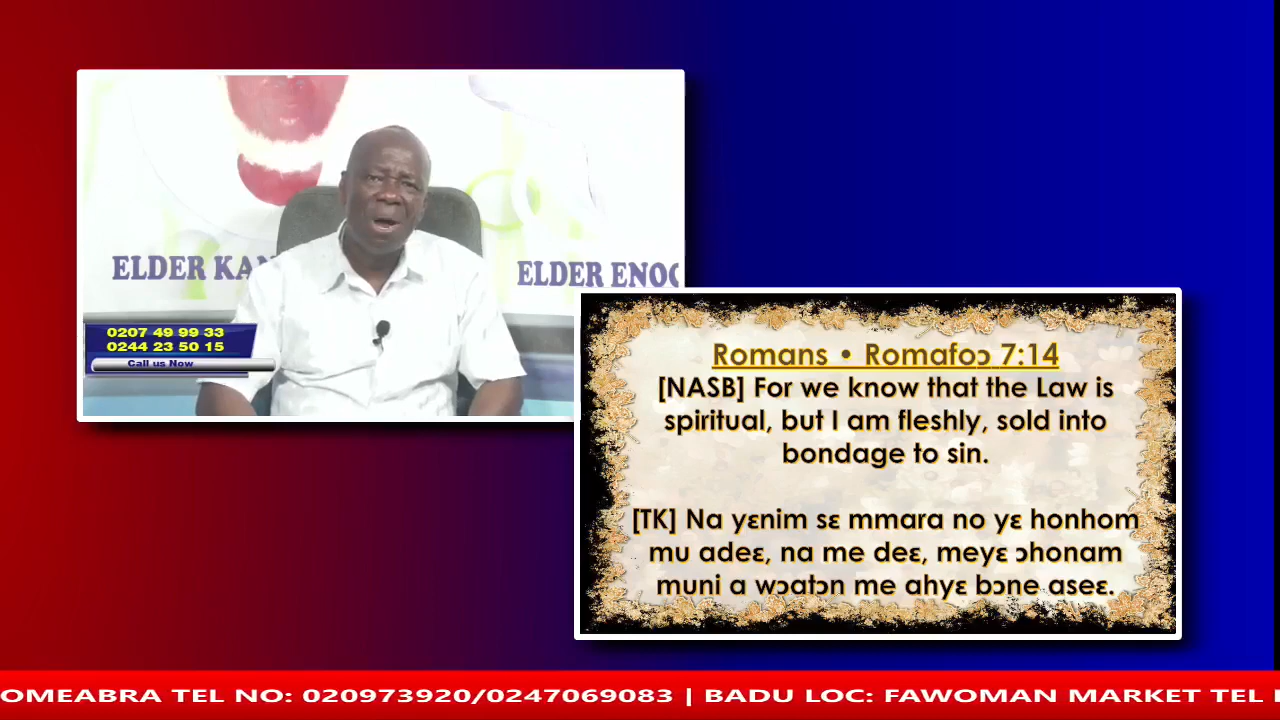 ELDER KAN
ELDER ENOC
0207 49 99 33
0244 23 50 15
Call us Now
Romans • Romafoɔ 7:14
[NASB] For we know that the Law is
spiritual, but I am fleshly, sold into
bondage to sin.
[TK] Na yɛnim sɛ mmara no yɛ honhom
mu adeɛ, na me deɛ, meyɛ ɔhonam
muni a wɔatɔn me ahyɛ bɔne aseɛ.
OMEABRA TEL NO: 020973920/0247069083 | BADU LOC: FAWOMAN MARKET TEL